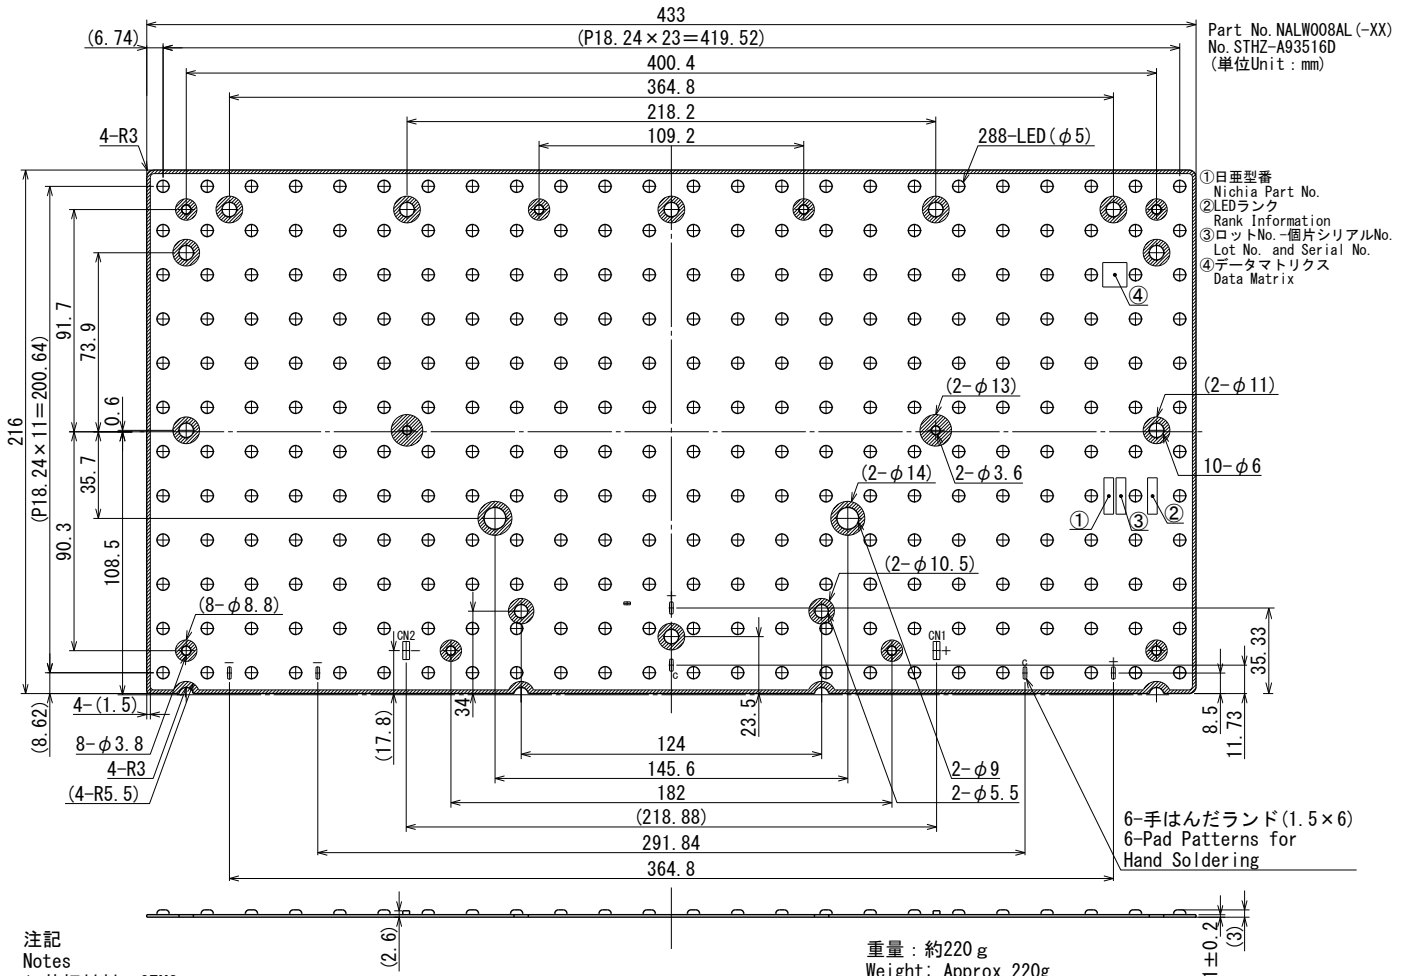 433
(6.74)
(P18.24×23=419.52)
400.4
364.8
218.2
109.2
4-R3
288-LED(φ5)
Part No.NALW008AL(-XX)
No.STHZ-A93516D
(単位Unit:mm)
①日亜型番
Nichia Part No.
②LEDランク
Rank Information
③ロットNo.-個片シリアルNo.
Lot No. and Serial No.
④データマトリクス
Data Matrix
④
216
(P18.24×11=200.64)
91.7
73.9
0.6
35.7
90.3
108.5
(2-φ13)
(2-φ11)
(2-φ14)
2-φ3.6
10-φ6
①
③
②
(2-φ10.5)
(8-φ8.8)
CN2
CN1
+
+
－
－
C
C
+
35.33
8.5
11.73
4-(1.5)
(8.62)
8-φ3.8
4-R3
(4-R5.5)
(17.8)
34
23.5
124
145.6
182
(218.88)
291.84
364.8
2-φ9
2-φ5.5
6-手はんだランド(1.5×6)
6-Pad Patterns for
Hand Soldering
(2.6)
1±0.2
(3)
注記
Notes
重量:約220g
Weight: Approx.220g